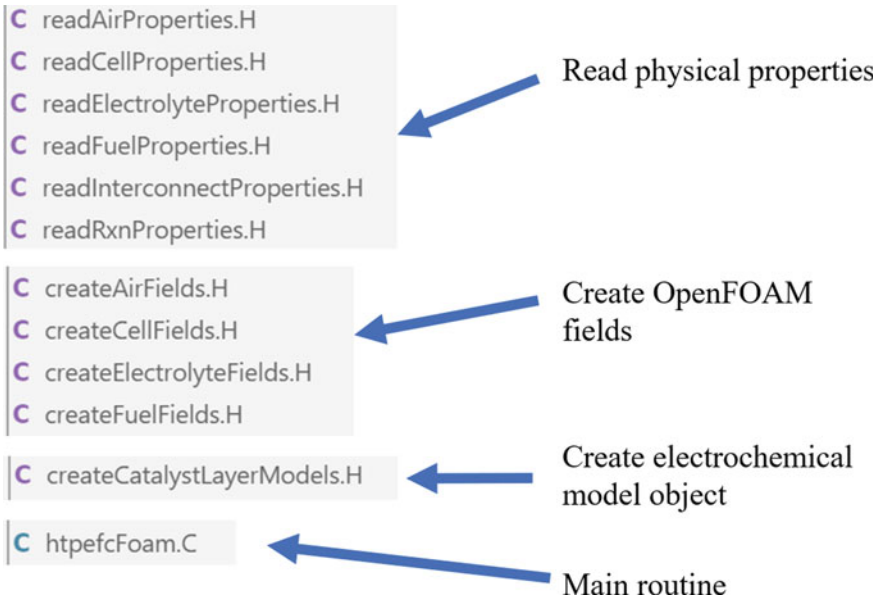 C readAirProperties.H
C readCellProperties.H
C readElectrolyteProperties.H
C readFuelProperties.H
C readInterconnectProperties.H
C readRxnProperties.H
Read physical properties
C createAirFields.H
C createCellFields.H
C createElectrolyteFields.H
C createFuelFields.H
Create OpenFOAM
fields
C createCatalystLayerModels.H
Create electrochemical
model object
C htpefcFoam.C
Main routine